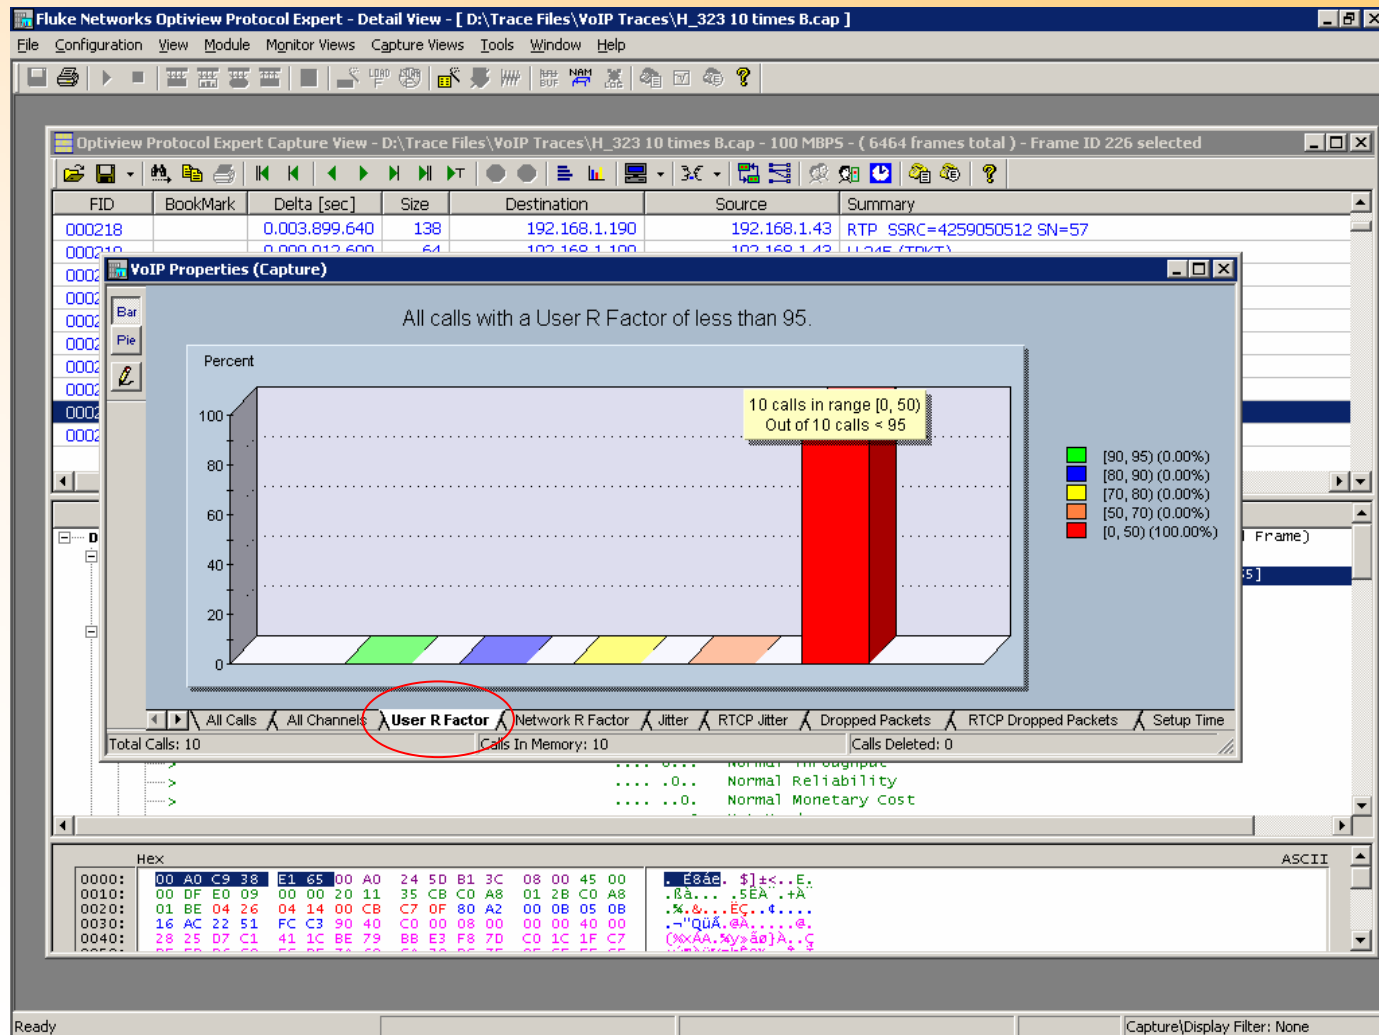 Fluke Networks Optiview Protocol Expert - Detail View - [ D:\Trace Files\VoIP Traces\H_323 10 times B.cap ]
File Configuration View Module Monitor Views Capture Views Tools Window Help
Optiview Protocol Expert Capture View - D:\Trace Files\VoIP Traces\H_323 10 times B.cap - 100 MBPS - ( 6464 frames total ) - Frame ID 226 selected
FID BookMark Delta [sec] Size Destination Source Summary
000218 0.003.899.640 138 192.168.1.190 192.168.1.43 RTP SSRC=4259050512 SN=57
VoIP Properties (Capture)
Bar
Pie
All calls with a User R Factor of less than 95.
Percent
100
80
60
40
20
0
10 calls in range [0, 50)
Out of 10 calls < 95
[90, 95) (0.00%)
[80, 90) (0.00%)
[70, 80) (0.00%)
[50, 70) (0.00%)
[0, 50) (100.00%)
Frame)
All Calls All Channels User R Factor Network R Factor Jitter RTCP Jitter Dropped Packets RTCP Dropped Packets Setup Time
Total Calls: 10 Calls In Memory: 10 Calls Deleted: 0
.... .0.. Normal Reliability
.... ..0. Normal Monetary Cost
Hex ASCII
0000: 00 A0 C9 38 E1 65 00 A0 24 5D B1 3C 08 00 45 00 . É8áe. $]±<..E.
0010: 00 DF E0 09 00 00 20 11 35 CB C0 A8 01 2B C0 A8
0020: 01 BE 04 26 04 14 00 CB C7 0F 80 A2 00 0B 05 0B
0030: 16 AC 22 51 FC C3 90 40 C0 00 08 00 00 00 40 00
0040: 28 25 D7 C1 41 1C BE 79 BB E3 F8 7D C0 1C 1F C7
Ready Capture\Display Filter: None